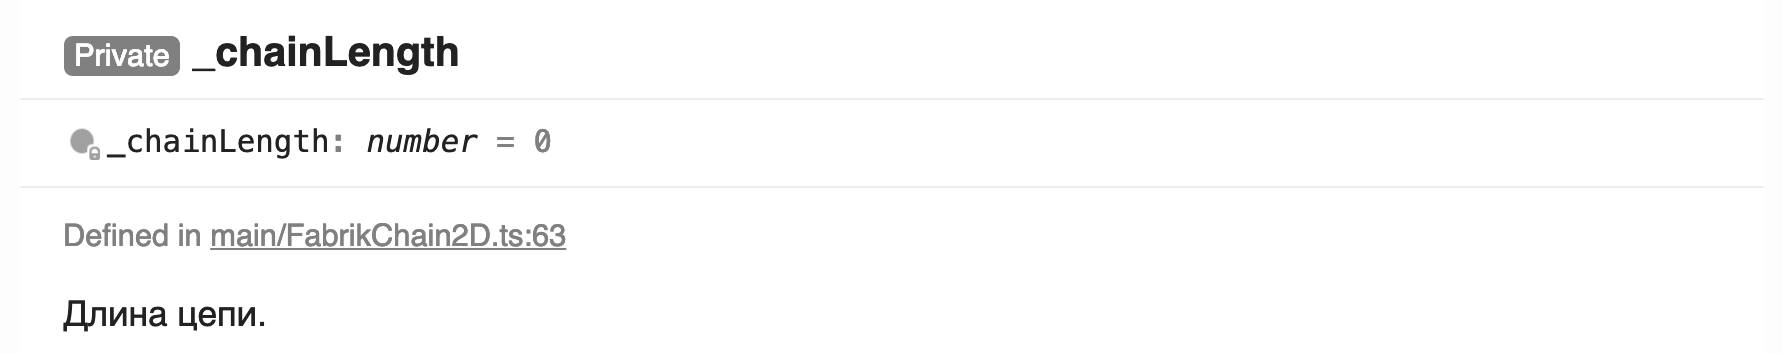 Private _chainLength
_chainLength: number = 0
Defined in main/FabrikChain2D.ts:63
Длина цепи.